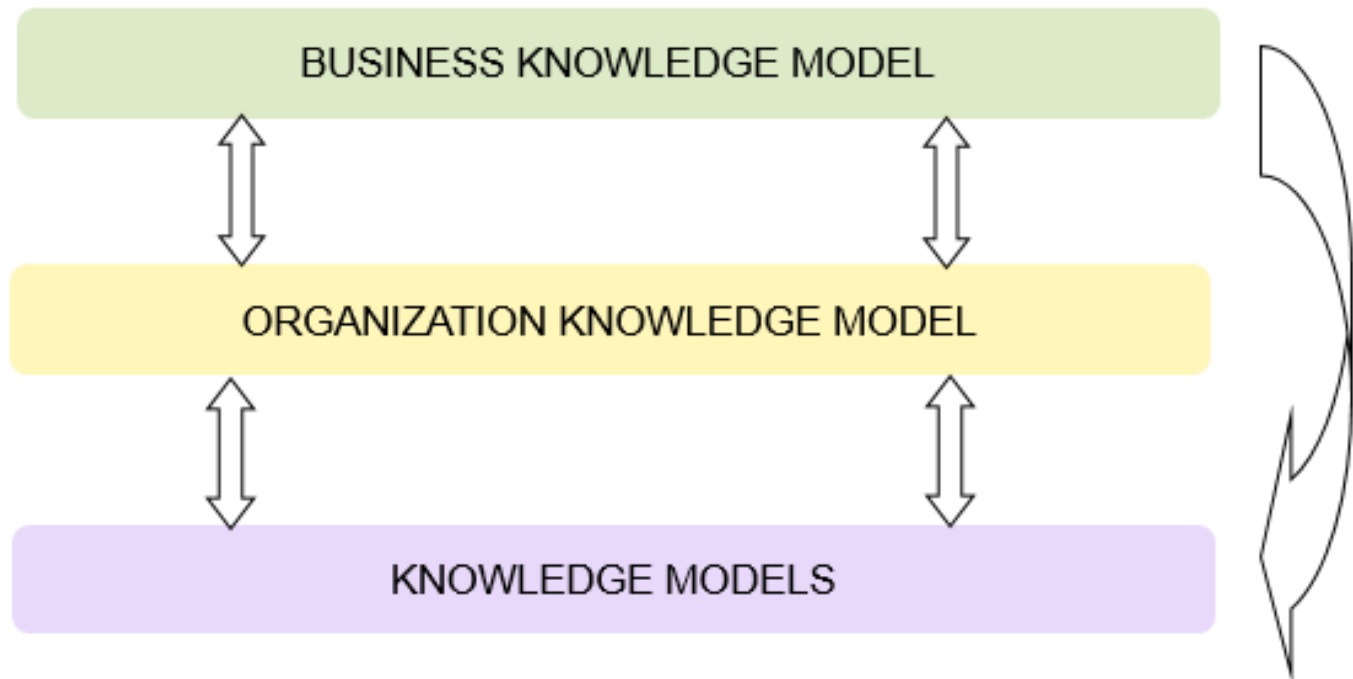 BUSINESS KNOWLEDGE MODEL
ORGANIZATION KNOWLEDGE MODEL
KNOWLEDGE MODELS